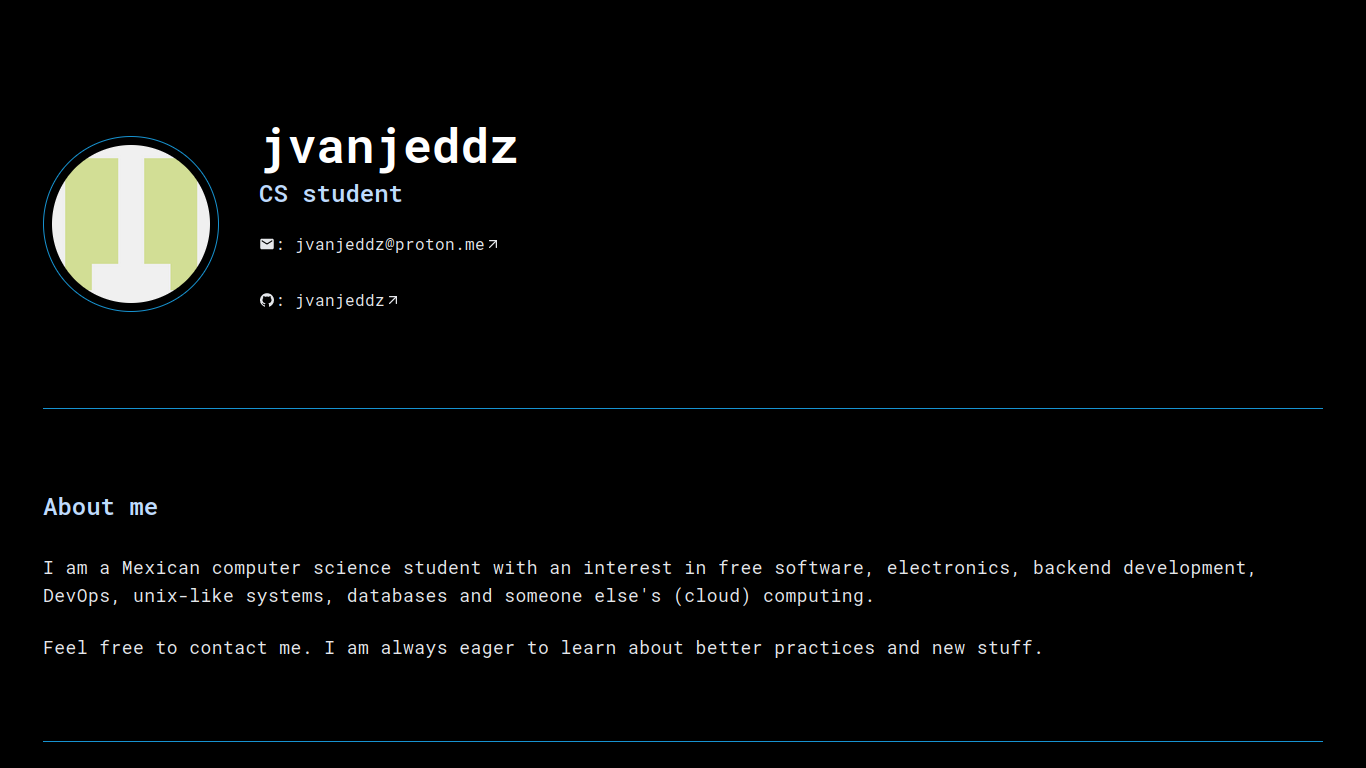 jvanjeddz
CS student
: jvanjeddz@proton.me
: jvanjeddz
About me
I am a Mexican computer science student with an interest in free software, electronics, backend development,
DevOps, unix-like systems, databases and someone else's (cloud) computing.
Feel free to contact me. I am always eager to learn about better practices and new stuff.